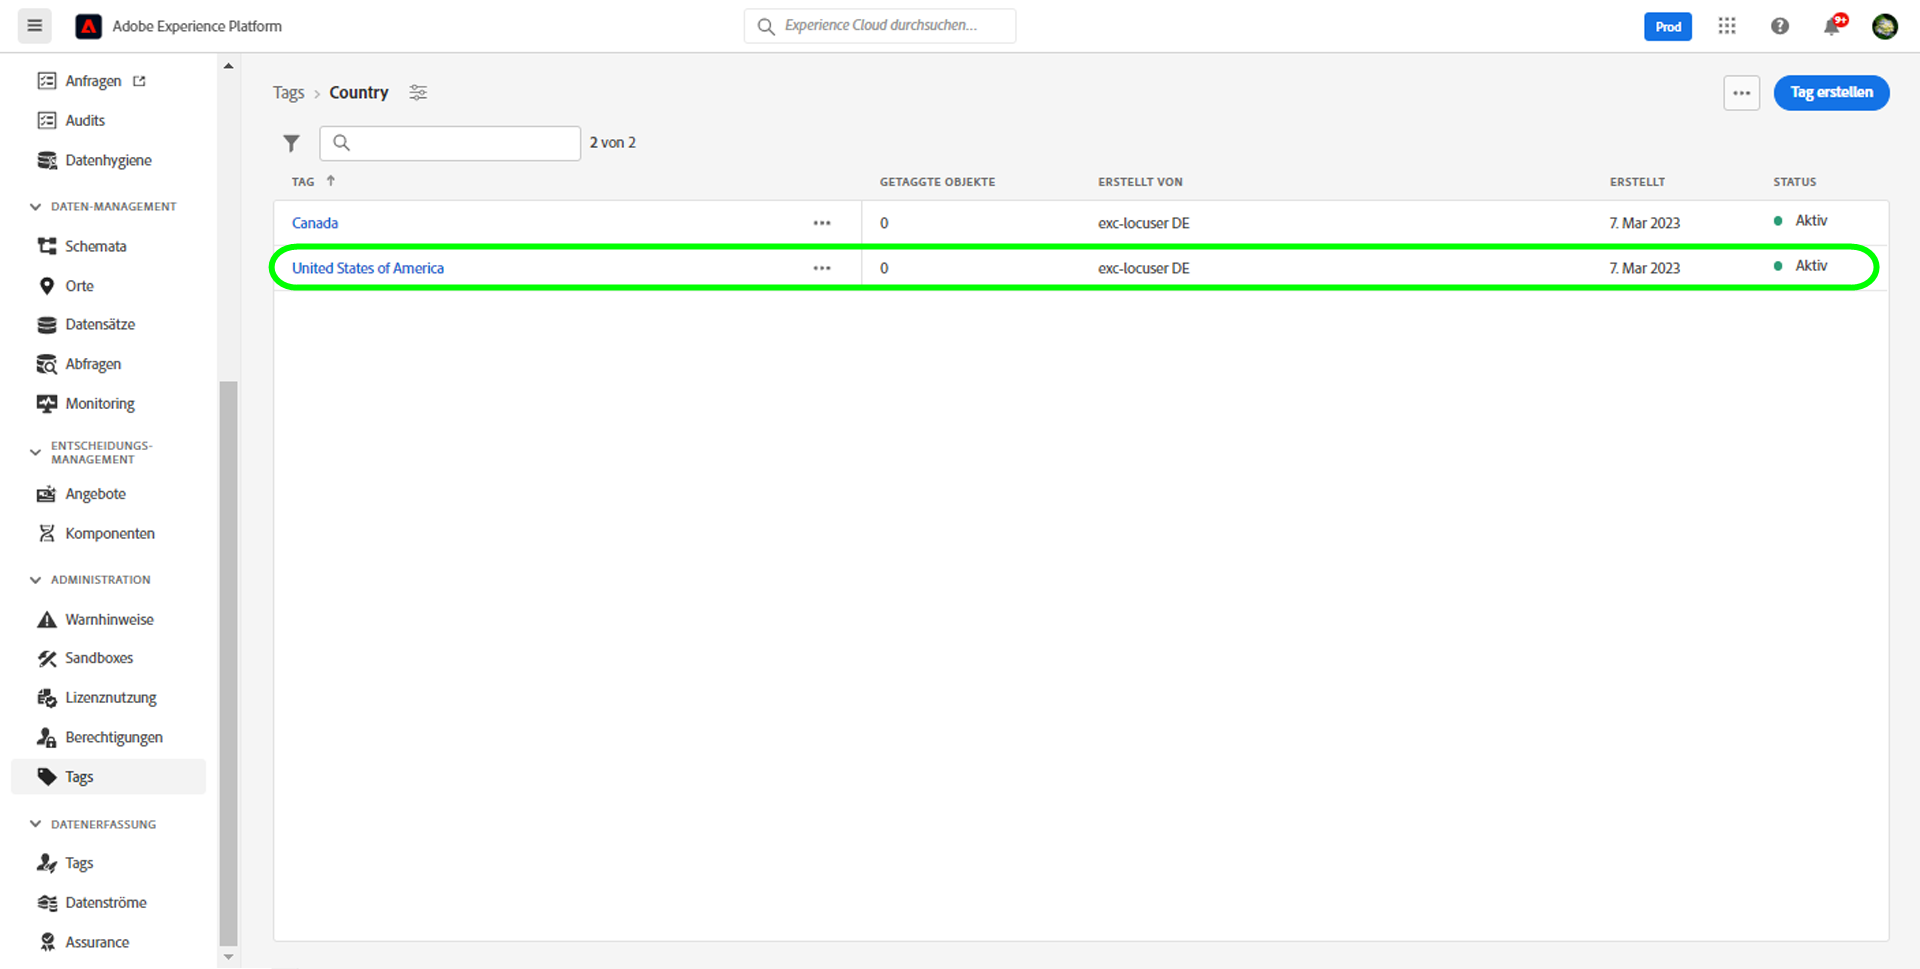 Adobe Experience Platform
Experience Cloud durchsuchen...
Prod
9+
Anfragen
Audits
Datenhygiene
DATEN-MANAGEMENT
Schemata
Orte
Datensätze
Abfragen
Monitoring
ENTSCHEIDUNGS-
MANAGEMENT
Angebote
Komponenten
ADMINISTRATION
Warnhinweise
Sandboxes
Lizenznutzung
Berechtigungen
Tags
DATENERFASSUNG
Tags
Datenströme
Assurance
Tags > Country
Tag erstellen
2 von 2
TAG GETAGGTE OBJEKTE ERSTELLT VON ERSTELLT STATUS
Canada 0 exc-locuser DE 7. Mar 2023 Aktiv
United States of America 0 exc-locuser DE 7. Mar 2023 Aktiv